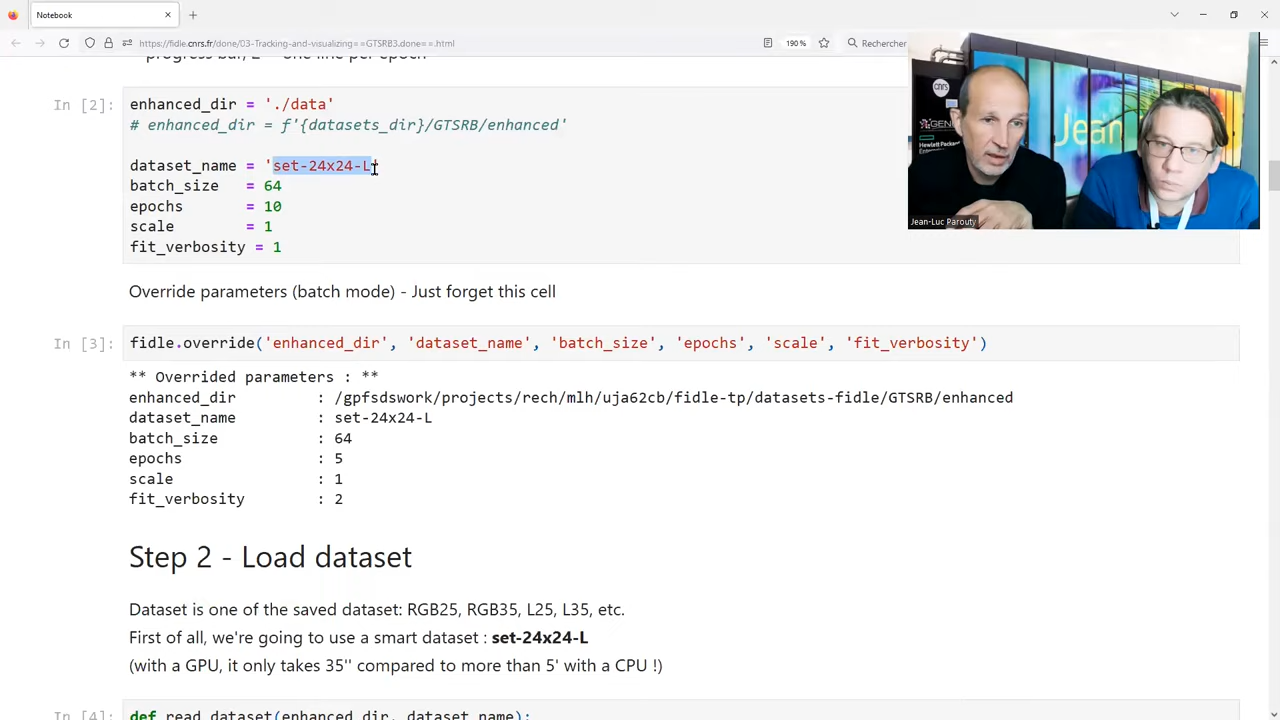 Notebook
https://fidle.cnrs.fr/done/03-Tracking-and-visualizing==GTSRB3.done==.html
190 %
Rechercher
progress bar/2 - One line per epoch
In [2]:
enhanced_dir = './data'
# enhanced_dir = f'{datasets_dir}/GTSRB/enhanced'
dataset_name = 'set-24x24-L'
batch_size = 64
epochs = 10
scale = 1
fit_verbosity = 1
Override parameters (batch mode) - Just forget this cell
In [3]:
fidle.override('enhanced_dir', 'dataset_name', 'batch_size', 'epochs', 'scale', 'fit_verbosity')
** Overrided parameters : **
enhanced_dir : /gpfsdswork/projects/rech/mlh/uja62cb/fidle-tp/datasets-fidle/GTSRB/enhanced
dataset_name : set-24x24-L
batch_size : 64
epochs : 5
scale : 1
fit_verbosity : 2
Step 2 - Load dataset
Dataset is one of the saved dataset: RGB25, RGB35, L25, L35, etc.
First of all, we're going to use a smart dataset : set-24x24-L
(with a GPU, it only takes 35'' compared to more than 5' with a CPU !)
In [4]:
def read_dataset(enhanced_dir, dataset_name):
cnrs
GENCI
Hewlett Packard
Jean
Jean-Luc Parouty